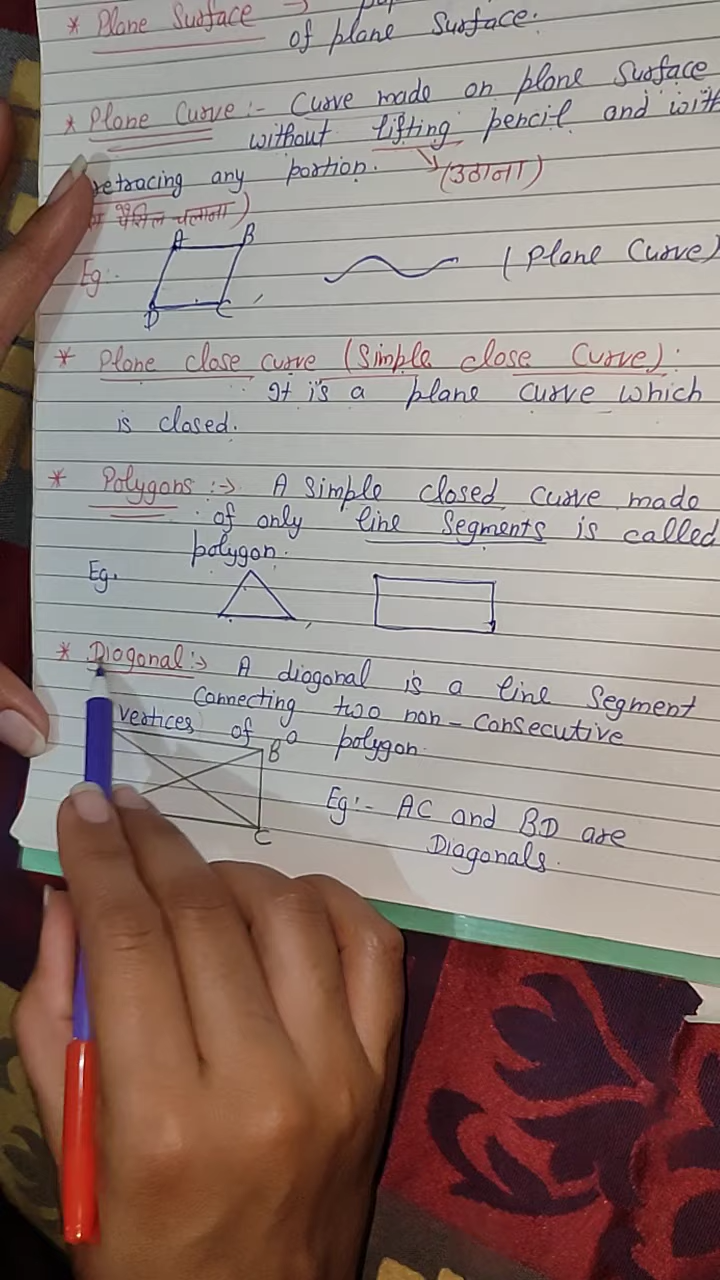 * Plane Surface →
of plane Surface.
* Plane Curve :- Curve made on plane Surface
without lifting pencil and with
retracing any portion. (उठाना)
पेंसिल चलाना)
A B
Eg:- (Plane Curve)
D C
* Plane close curve (Simple close Curve) :
It is a plane curve which
is closed.
* Polygons :→ A simple closed curve made
of only line Segments is called
polygon.
Eg.
* Diogonal :→ A diogonal is a line Segment
Connecting two non-consecutive
vertices of a polygon.
B
Eg:- AC and BD are
C
Diagonals.